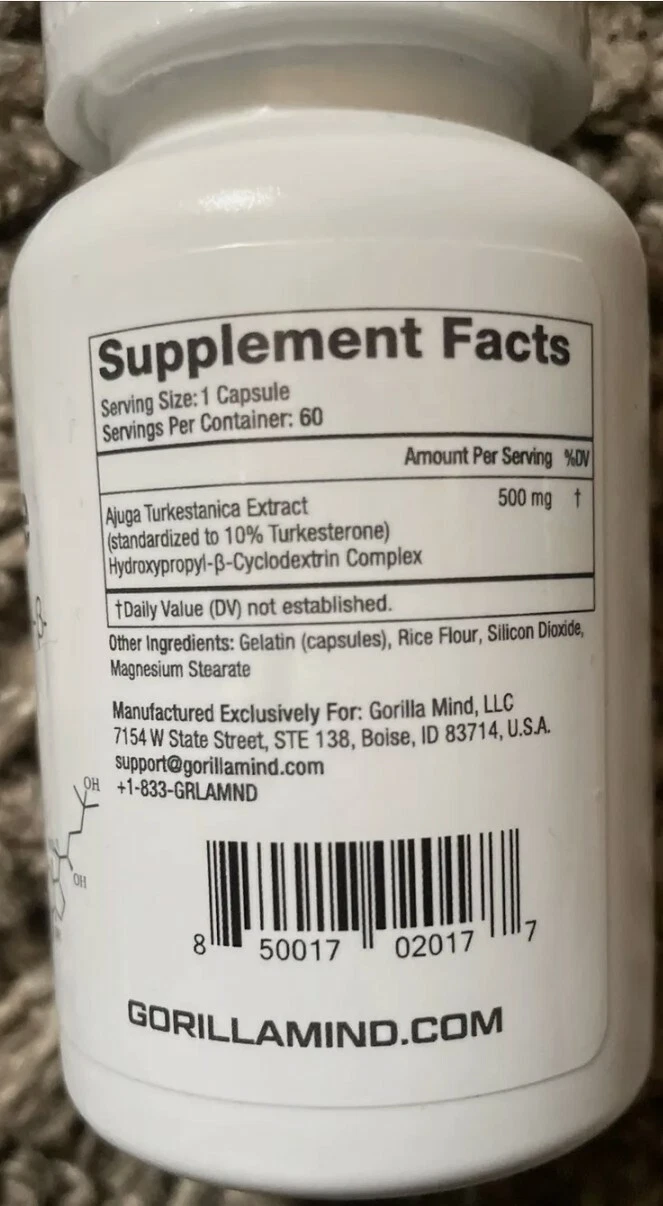 Supplement Facts
Serving Size: 1 Capsule
Servings Per Container: 60
Amount Per Serving %DV
Ajuga Turkestanica Extract 500 mg †
(standardized to 10% Turkesterone)
Hydroxypropyl-β-Cyclodextrin Complex
†Daily Value (DV) not established.
-β-
Other Ingredients: Gelatin (capsules), Rice Flour, Silicon Dioxide,
Magnesium Stearate
Manufactured Exclusively For: Gorilla Mind, LLC
7154 W State Street, STE 138, Boise, ID 83714, U.S.A.
support@gorillamind.com
+1-833-GRLAMND
OH
OH
8 50017 02017 7
GORILLAMIND.COM